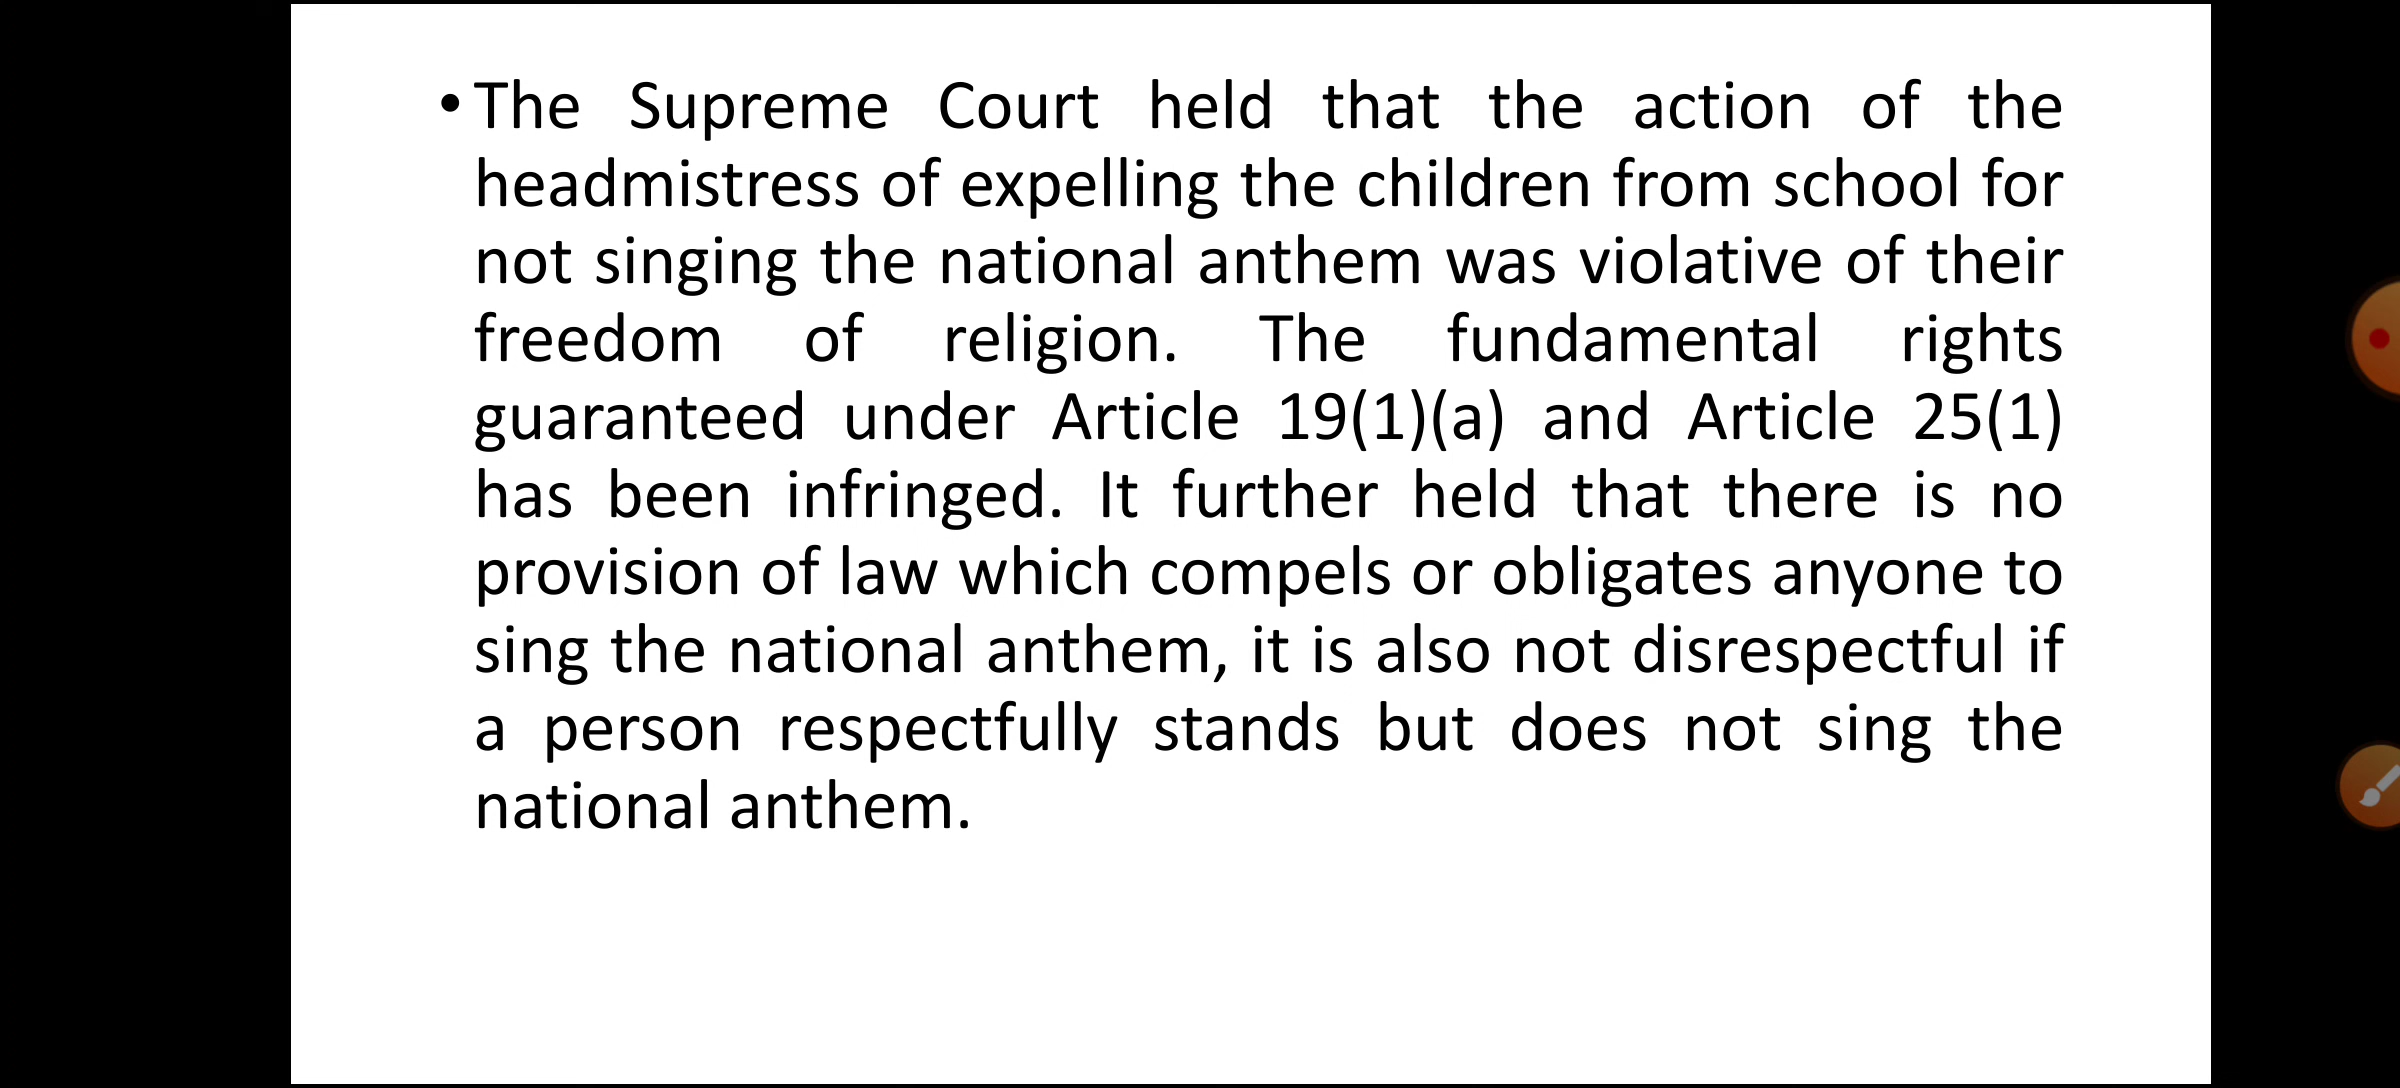 • The Supreme Court held that the action of the
headmistress of expelling the children from school for
not singing the national anthem was violative of their
freedom of religion. The fundamental rights
guaranteed under Article 19(1)(a) and Article 25(1)
has been infringed. It further held that there is no
provision of law which compels or obligates anyone to
sing the national anthem, it is also not disrespectful if
a person respectfully stands but does not sing the
national anthem.